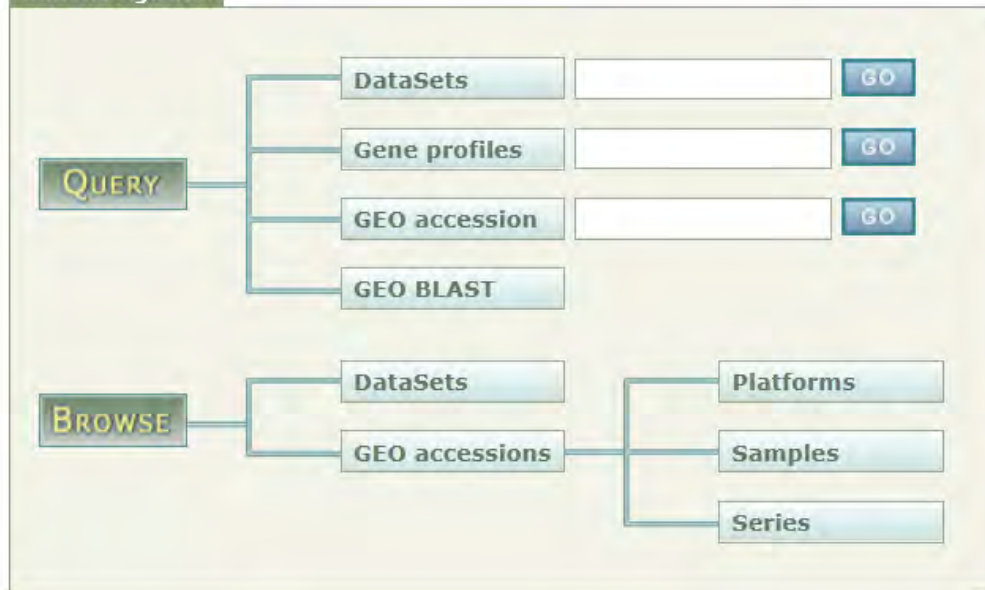 DataSets GO
Gene profiles GO
QUERY
GEO accession GO
GEO BLAST
DataSets Platforms
BROWSE
GEO accessions Samples
Series